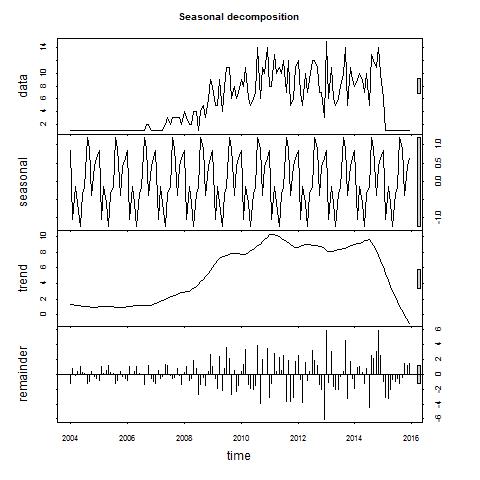 Seasonal decomposition
data
2 4 6 8 10 14
seasonal
-1.0 0.0 1.0
trend
0 2 4 6 8 10
remainder
-6 -4 -2 0 2 4 6
2004 2006 2008 2010 2012 2014 2016
time